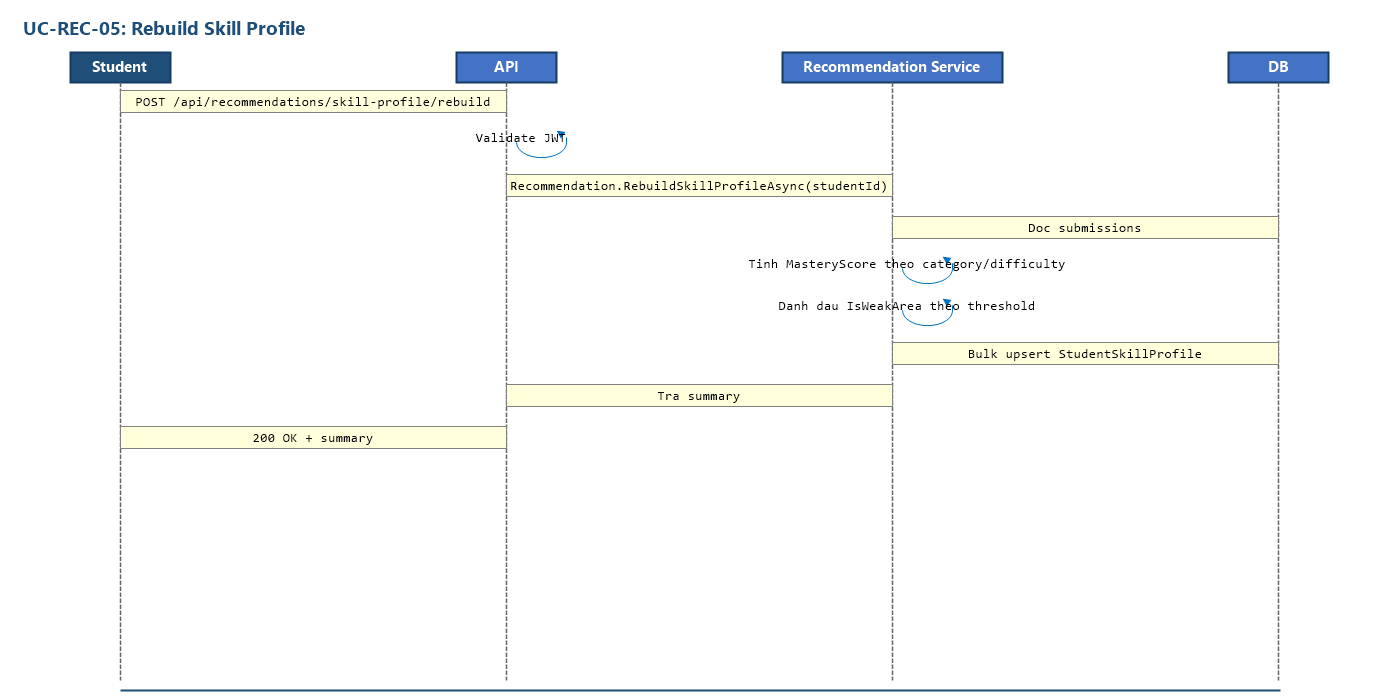 UC-REC-05: Rebuild Skill Profile
Student
API
Recommendation Service
DB
POST /api/recommendations/skill-profile/rebuild
Validate JWT
Recommendation.RebuildSkillProfileAsync(studentId)
Doc submissions
Tinh MasteryScore theo category/difficulty
Danh dau IsWeakArea theo threshold
Bulk upsert StudentSkillProfile
Tra summary
200 OK + summary